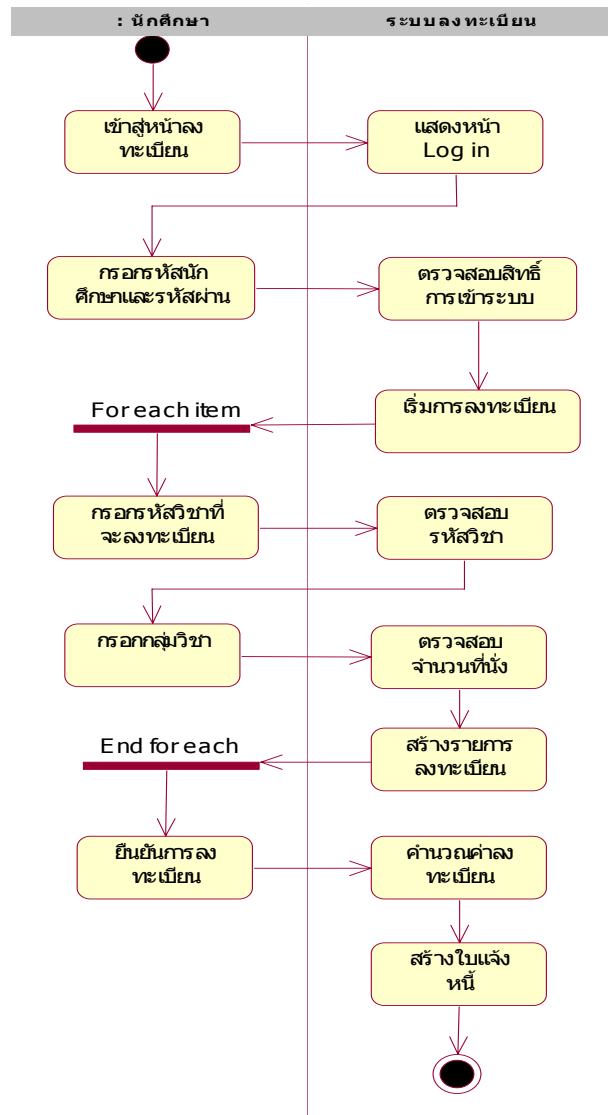 : นักศึกษา
ระบบลงทะเบียน
เข้าสู่หน้าลง
ทะเบียน
แสดงหน้า
Log in
กรอกรหัสนัก
ศึกษาและรหัสผ่าน
ตรวจสอบสิทธิ์
การเข้าระบบ
เริ่มการลงทะเบียน
For each item
กรอกรหัสวิชาที่
จะลงทะเบียน
ตรวจสอบ
รหัสวิชา
กรอกกลุ่มวิชา
ตรวจสอบ
จำนวนที่นั่ง
สร้างรายการ
ลงทะเบียน
End for each
ยืนยันการลง
ทะเบียน
คำนวณค่าลง
ทะเบียน
สร้างใบแจ้ง
หนี้